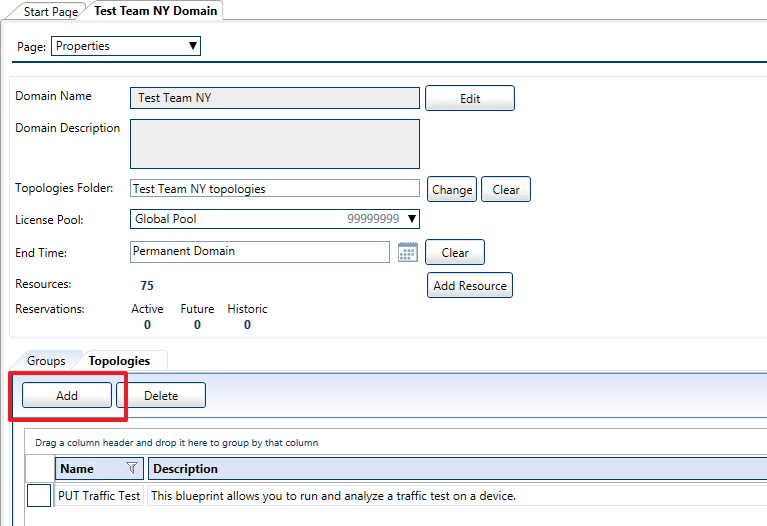 Start Page Test Team NY Domain
Page: Properties
Domain Name Test Team NY Edit
Domain Description
Topologies Folder: Test Team NY topologies Change Clear
License Pool: Global Pool 99999999
End Time: Permanent Domain Clear
Resources: 75 Add Resource
Reservations: Active Future Historic
0 0 0
Groups Topologies
Add Delete
Drag a column header and drop it here to group by that column
Name Description
PUT Traffic Test This blueprint allows you to run and analyze a traffic test on a device.